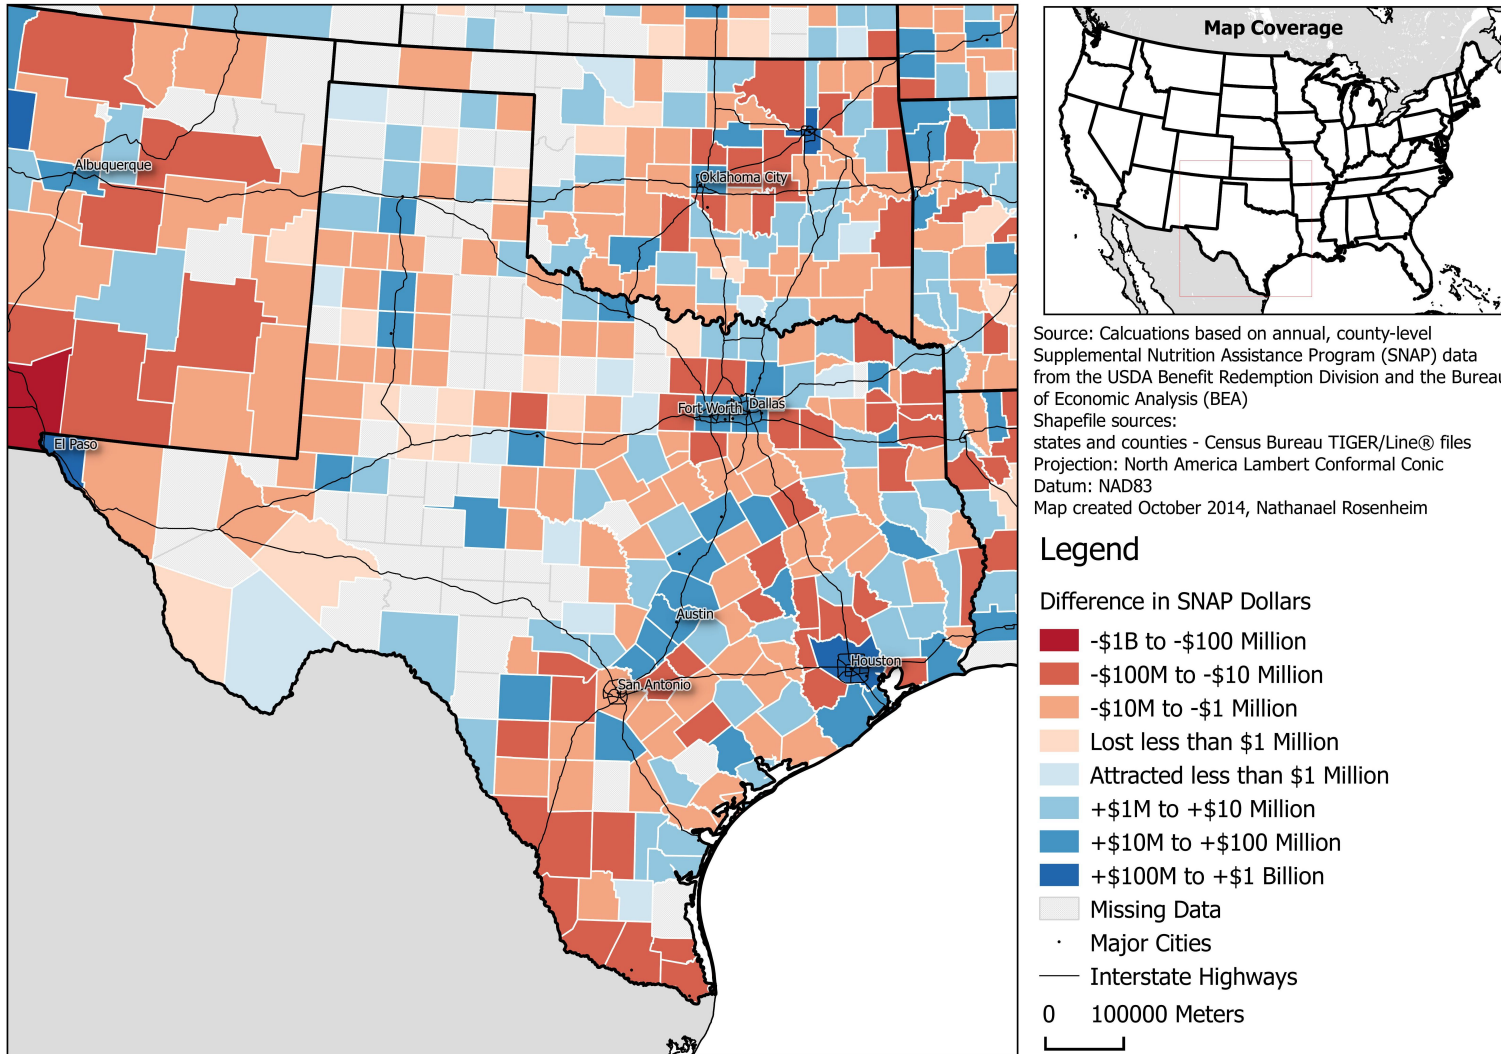 Map Coverage
Albuquerque
Oklahoma City
Fort Worth
Dallas
El Paso
Austin
Houston
San Antonio
Source: Calcuations based on annual, county-level
Supplemental Nutrition Assistance Program (SNAP) data
from the USDA Benefit Redemption Division and the Bureau
of Economic Analysis (BEA)
Shapefile sources:
states and counties - Census Bureau TIGER/Line® files
Projection: North America Lambert Conformal Conic
Datum: NAD83
Map created October 2014, Nathanael Rosenheim
Legend
Difference in SNAP Dollars
-$1B to -$100 Million
-$100M to -$10 Million
-$10M to -$1 Million
Lost less than $1 Million
Attracted less than $1 Million
+$1M to +$10 Million
+$10M to +$100 Million
+$100M to +$1 Billion
Missing Data
Major Cities
Interstate Highways
0 100000 Meters